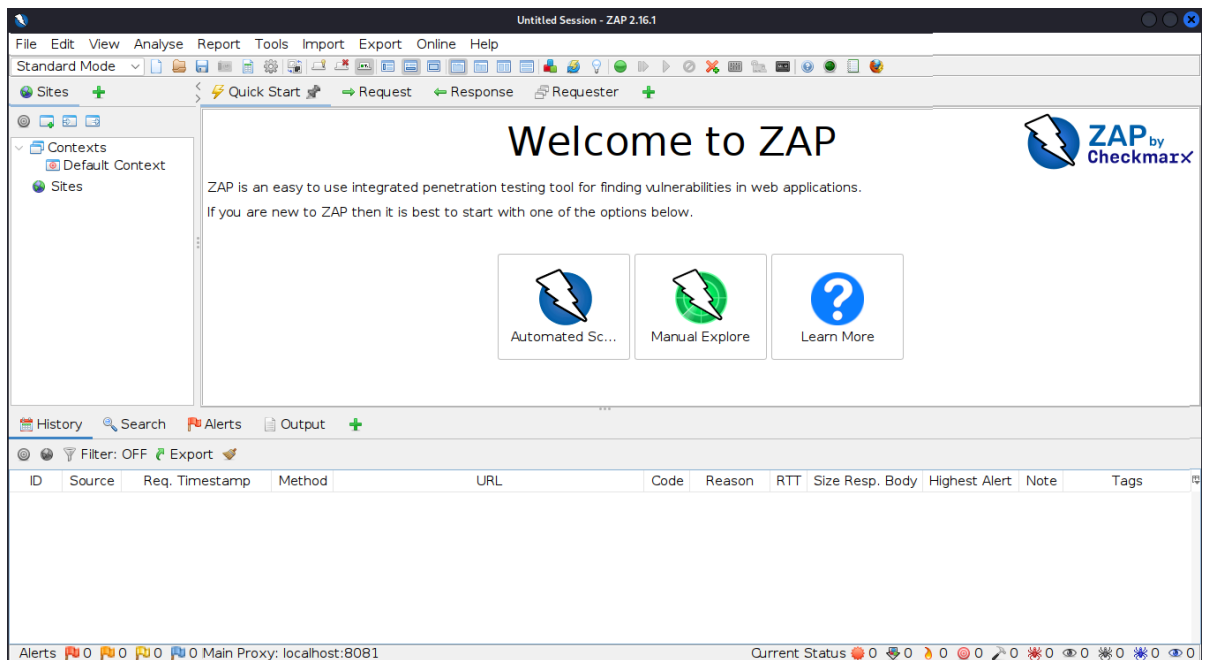 Untitled Session - ZAP 2.16.1
File Edit View Analyse Report Tools Import Export Online Help
Standard Mode
Sites
Quick Start Request Response Requester
Contexts
Default Context
Sites
Welcome to ZAP
ZAP by
Checkmarx
ZAP is an easy to use integrated penetration testing tool for finding vulnerabilities in web applications.
If you are new to ZAP then it is best to start with one of the options below.
Automated Sc... Manual Explore Learn More
History Search Alerts Output
Filter: OFF Export
ID Source Req. Timestamp Method URL Code Reason RTT Size Resp. Body Highest Alert Note Tags
Alerts 0 0 0 0 Main Proxy: localhost:8081 Current Status 0 0 0 0 0 0 0 0 0 0